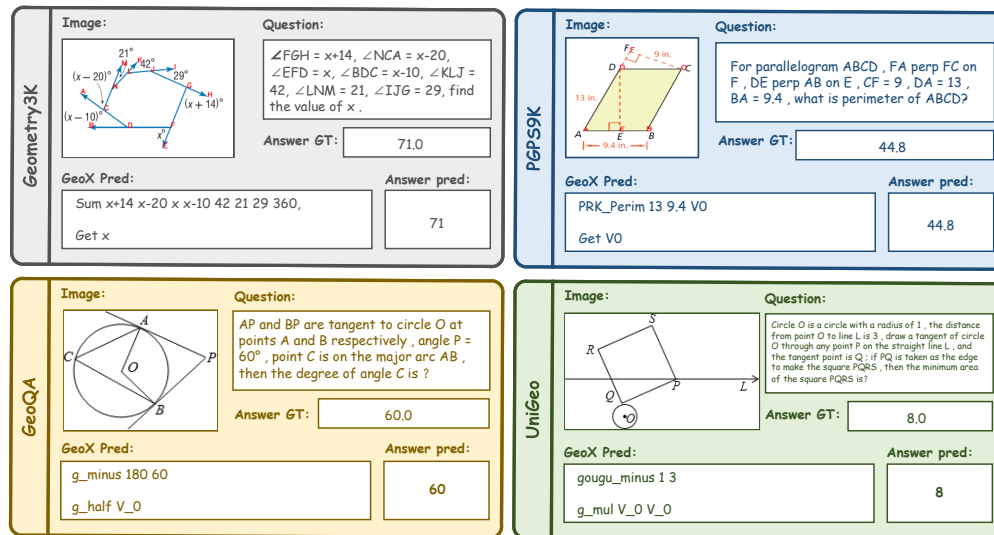 Geometry3K
Image:
21°
M
K
42°
I
L
29°
(x − 20)°
A
N
G
H
(x + 14)°
C
(x − 10)°
B
D
F
x°
E
Question:
∠FGH = x+14, ∠NCA = x-20,
∠EFD = x, ∠BDC = x-10, ∠KLJ =
42, ∠LNM = 21, ∠IJG = 29, find
the value of x .
Answer GT:
71.0
GeoX Pred:
Sum x+14 x-20 x x-10 42 21 29 360,
Get x
Answer pred:
71
PGPS9K
Image:
F
E
9 in.
D
C
13 in.
A
E
B
9.4 in.
Question:
For parallelogram ABCD , FA perp FC on
F , DE perp AB on E , CF = 9 , DA = 13 ,
BA = 9.4 , what is perimeter of ABCD?
Answer GT:
44.8
GeoX Pred:
PRK_Perim 13 9.4 V0
Get V0
Answer pred:
44.8
GeoQA
Image:
A
C
P
O
B
Question:
AP and BP are tangent to circle O at
points A and B respectively , angle P =
60° , point C is on the major arc AB ,
then the degree of angle C is ?
Answer GT:
60.0
GeoX Pred:
g_minus 180 60
g_half V_0
Answer pred:
60
UniGeo
Image:
S
R
P
L
Q
O
Question:
Circle O is a circle with a radius of 1 , the distance
from point O to line L is 3 , draw a tangent of circle
O through any point P on the straight line L , and
the tangent point is Q ; if PQ is taken as the edge
to make the square PQRS , then the minimum area
of the square PQRS is?
Answer GT:
8.0
GeoX Pred:
gougu_minus 1 3
g_mul V_0 V_0
Answer pred:
8